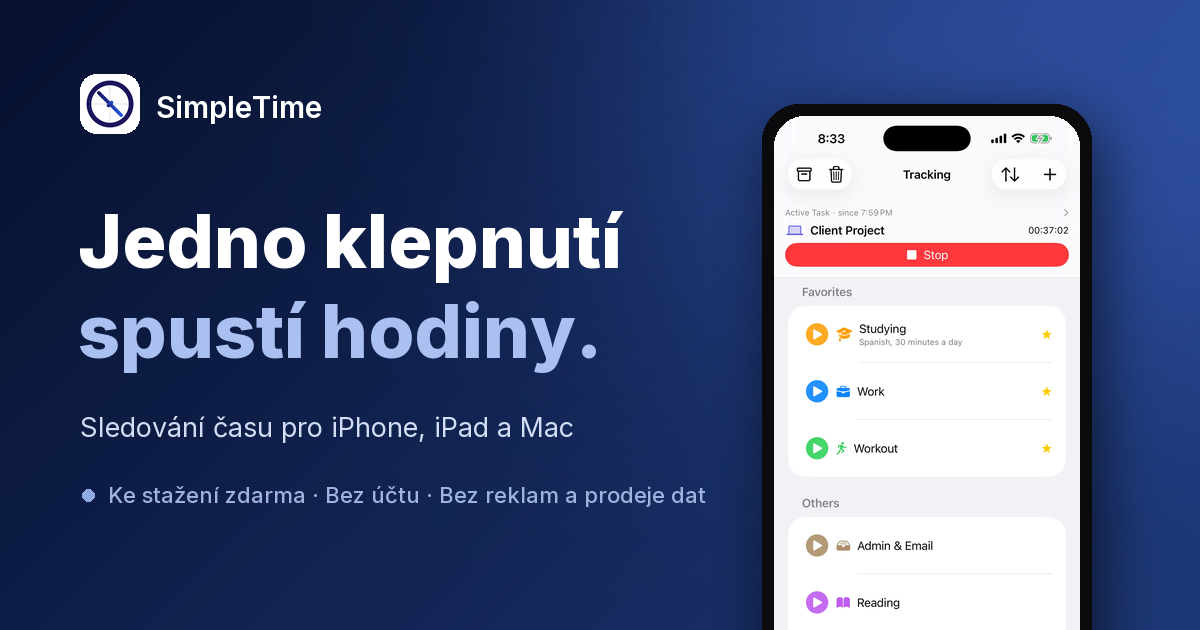 SimpleTime
Jedno klepnutí
spustí hodiny.
Sledování času pro iPhone, iPad a Mac
Ke stažení zdarma · Bez účtu · Bez reklam a prodeje dat
8:33
Tracking
Active Task · since 7:59 PM
Client Project 00:37:02
Stop
Favorites
Studying
Spanish, 30 minutes a day
Work
Workout
Others
Admin & Email
Reading